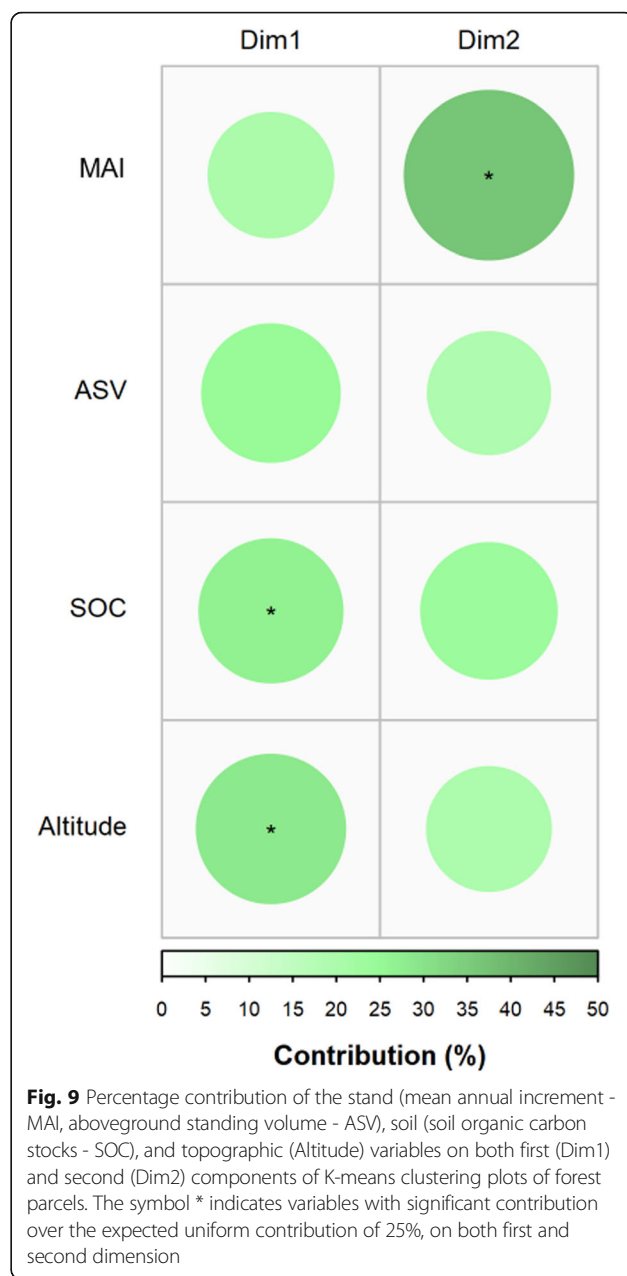 Dim1 Dim2
MAI
*
ASV
SOC
*
Altitude
*
0 5 10 15 20 25 30 35 40 45 50
Contribution (%)
Fig. 9 Percentage contribution of the stand (mean annual increment -
MAI, aboveground standing volume - ASV), soil (soil organic carbon
stocks - SOC), and topographic (Altitude) variables on both first (Dim1)
and second (Dim2) components of K-means clustering plots of forest
parcels. The symbol * indicates variables with significant contribution
over the expected uniform contribution of 25%, on both first and
second dimension